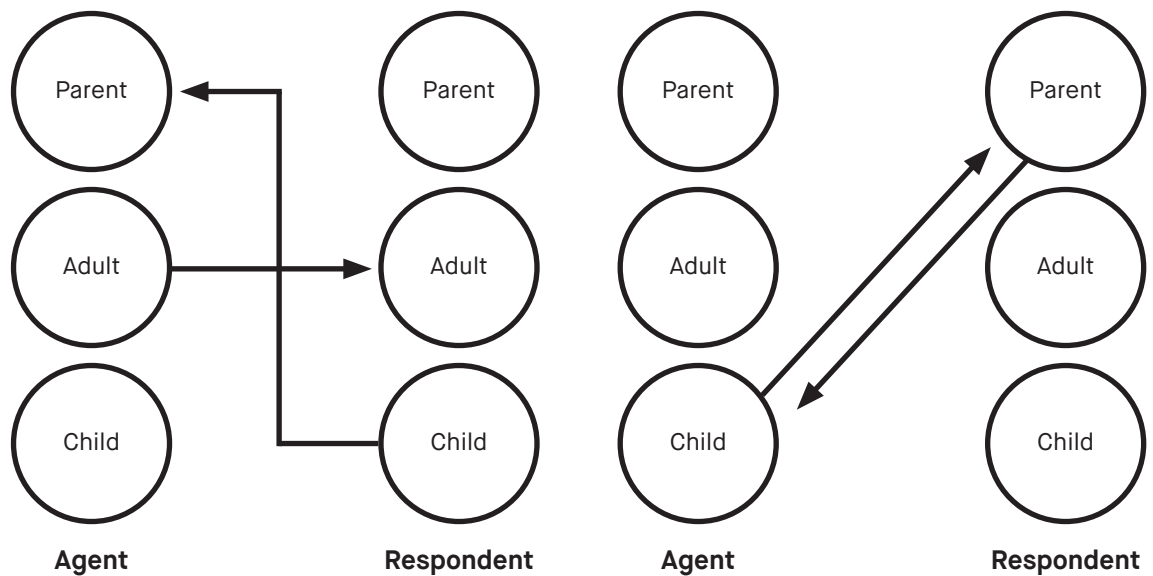 Parent
Parent
Parent
Parent
Adult
Adult
Adult
Adult
Child
Child
Child
Child
Agent
Respondent
Agent
Respondent